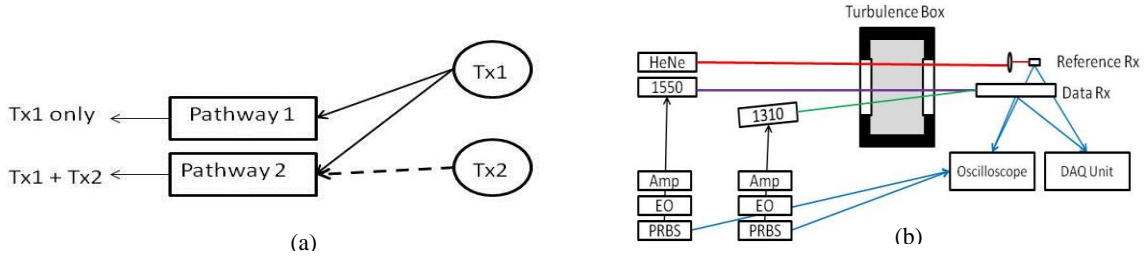 Tx1
Tx1 only
Pathway 1
Pathway 2
Tx1 + Tx2
Tx2
(a)
Turbulence Box
HeNe
Reference Rx
1550
Data Rx
1310
Amp
Amp
Oscilloscope
DAQ Unit
EO
EO
PRBS
PRBS
(b)